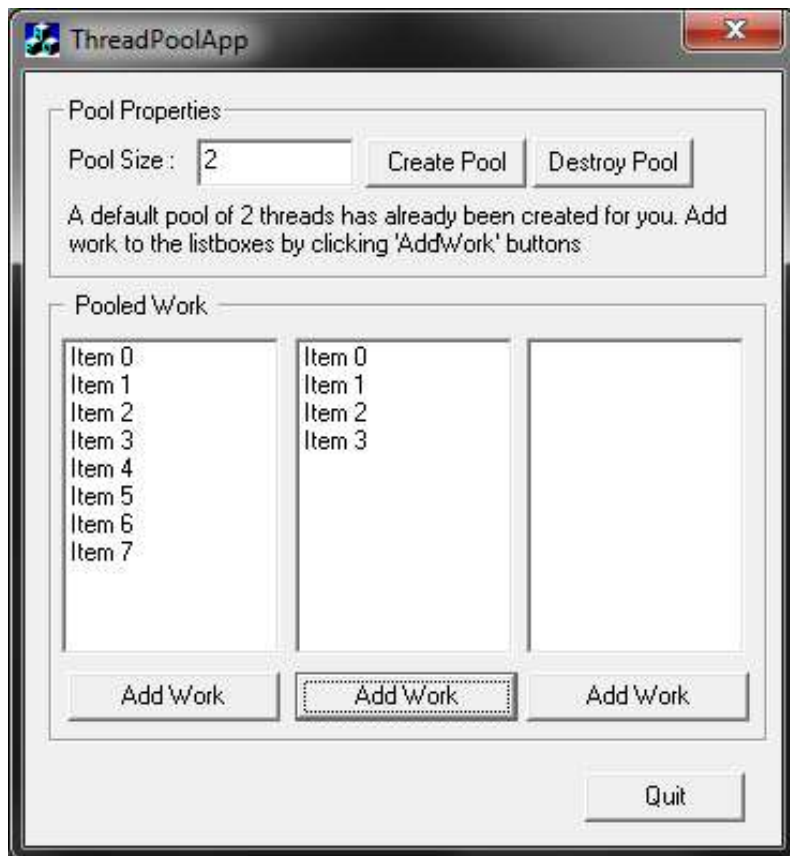 ThreadPoolApp
Pool Properties
Pool Size :
2
Create Pool
Destroy Pool
A default pool of 2 threads has already been created for you. Add
work to the listboxes by clicking 'AddWork' buttons
Pooled Work
Item 0
Item 1
Item 2
Item 3
Item 4
Item 5
Item 6
Item 7
Item 0
Item 1
Item 2
Item 3
Add Work
Add Work
Add Work
Quit